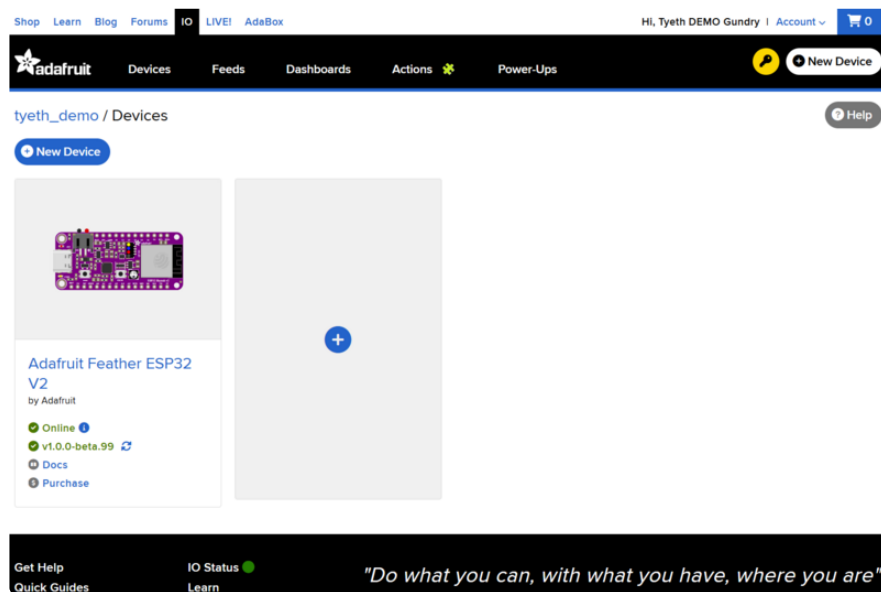 Shop Learn Blog Forums IO LIVE! AdaBox Hi, Tyeth DEMO Gundry | Account 0
adafruit Devices Feeds Dashboards Actions Power-Ups New Device
tyeth_demo / Devices Help
New Device
Adafruit Feather ESP32
V2
by Adafruit
Online
v1.0.0-beta.99
Docs
Purchase
Get Help IO Status "Do what you can, with what you have, where you are"
Quick Guides Learn